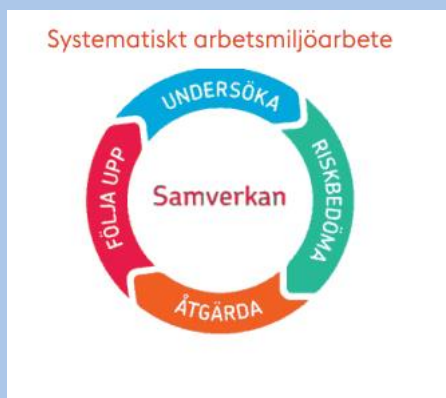 Systematiskt arbetsmiljöarbete
UNDERSÖKA
RISKBEDÖMA
ÅTGÄRDA
FÖLJA UPP
Samverkan